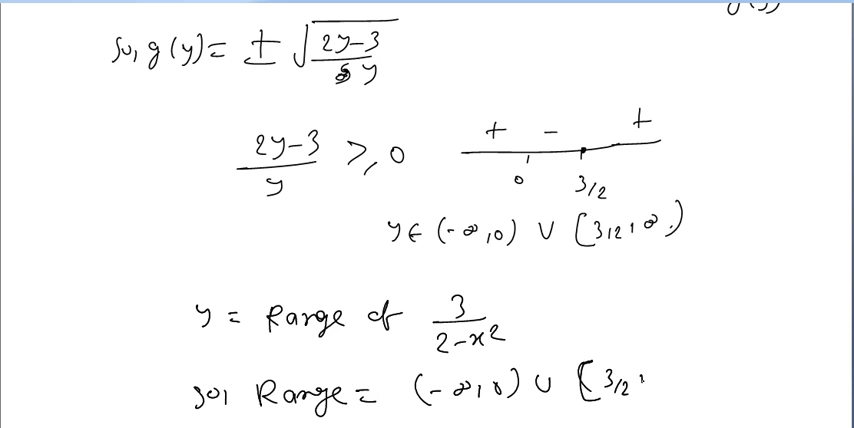 so, g(y) = ± √((2y-3)/y)
(2y-3)/y ≥, 0
+ - +
0 3/2
y ∈ (-∞, 0) ∪ [3/2, ∞)
y = Range of 3/(2-x²)
so, Range = (-∞, 0) ∪ [3/2,